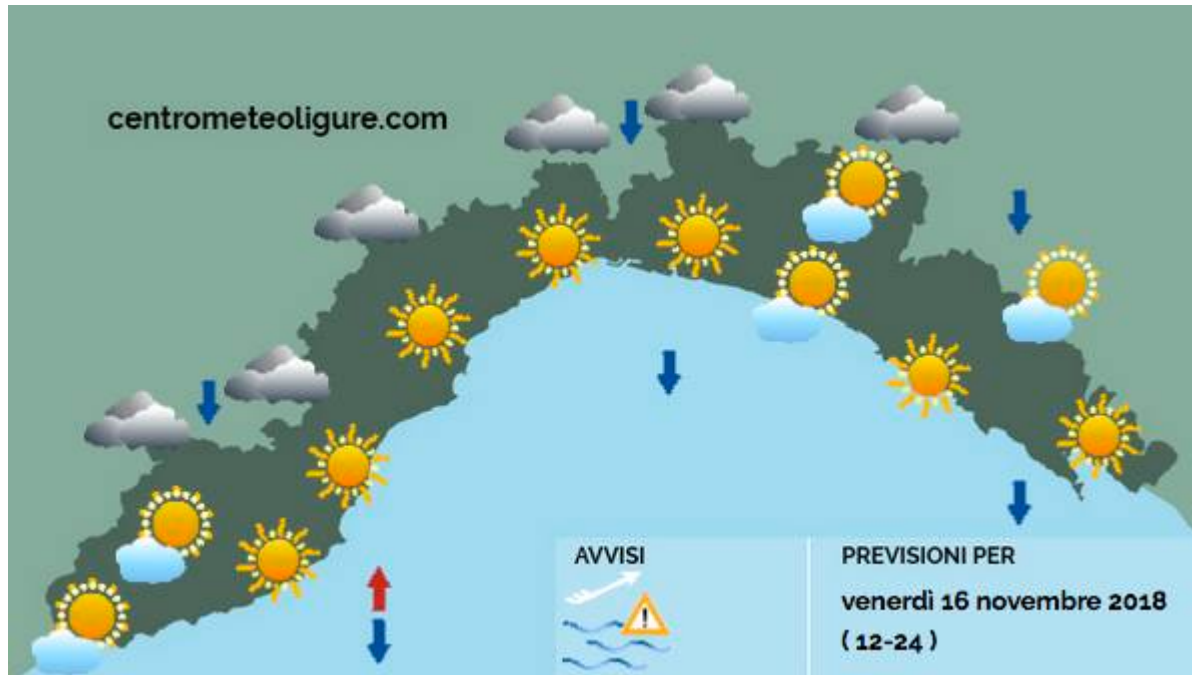 centrometeoligure.com
AVVISI
PREVISIONI PER
venerdì 16 novembre 2018
( 12-24 )